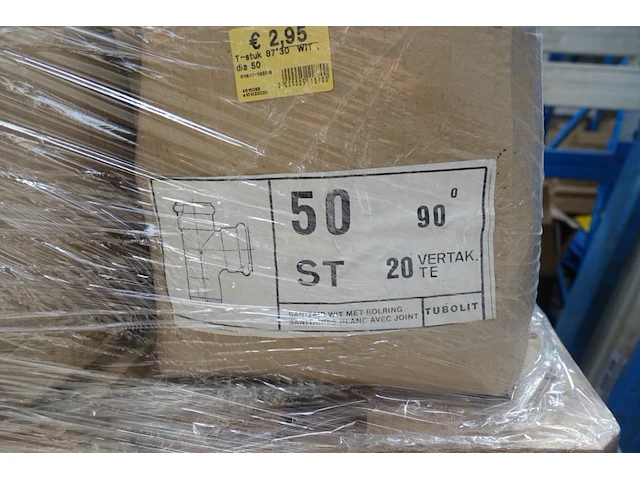 € 2,95
T-stuk 87°30 WIT,
dia 50
50 90°
ST 20 VERTAK.
TE
SANITAIR WIT MET ROLRING
SANITAIRE BLANC AVEC JOINT
TUBOLIT